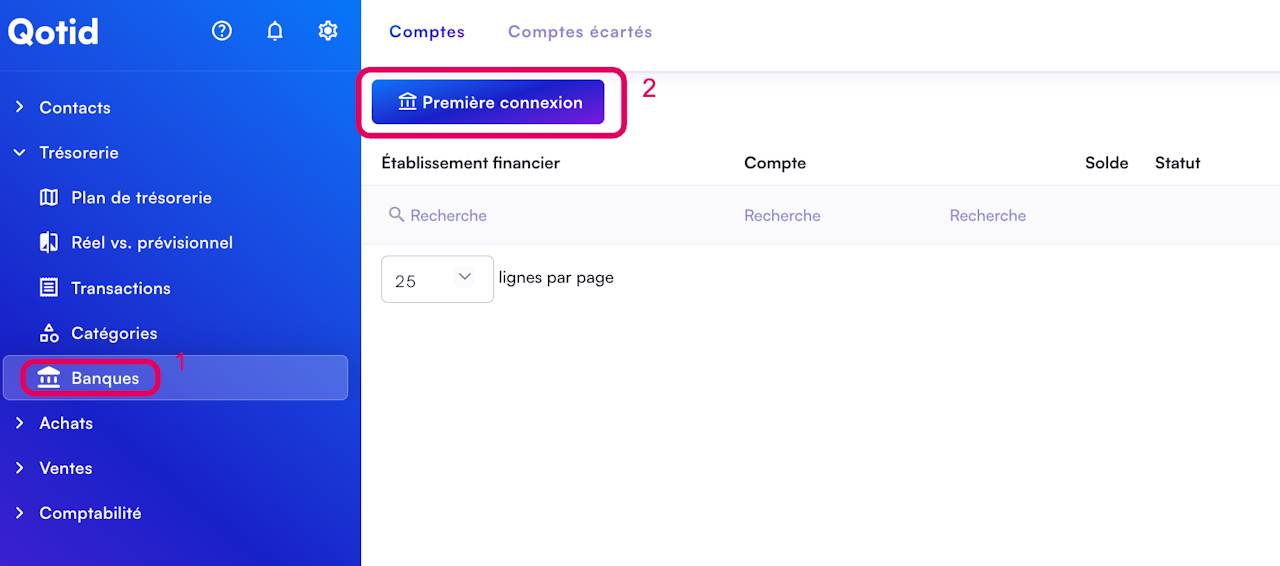 Qotid
Contacts
Trésorerie
Plan de trésorerie
Réel vs. prévisionnel
Transactions
Catégories
Banques
1
Achats
Ventes
Comptabilité
Comptes Comptes écartés
Première connexion
2
Établissement financier Compte Solde Statut
Recherche Recherche Recherche
25 lignes par page